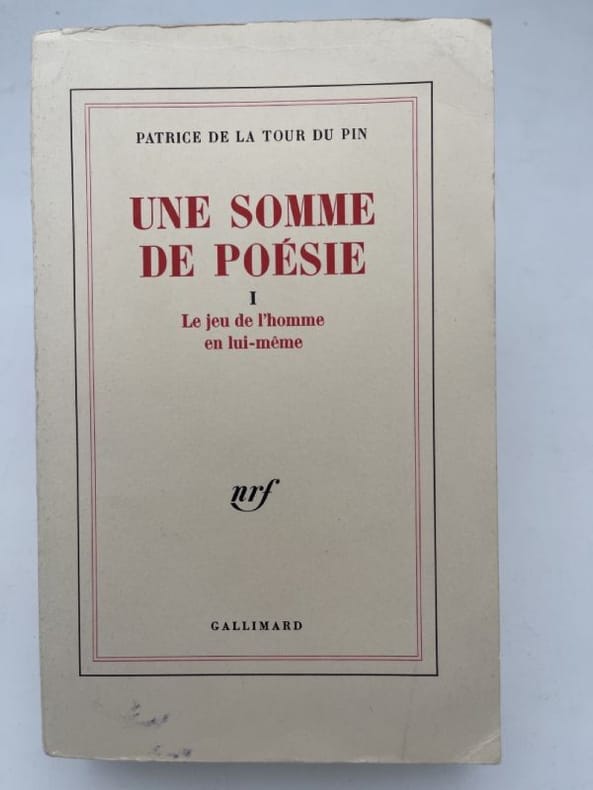 PATRICE DE LA TOUR DU PIN
UNE SOMME
DE POÉSIE
I
Le jeu de l'homme
en lui-même
nrf
GALLIMARD